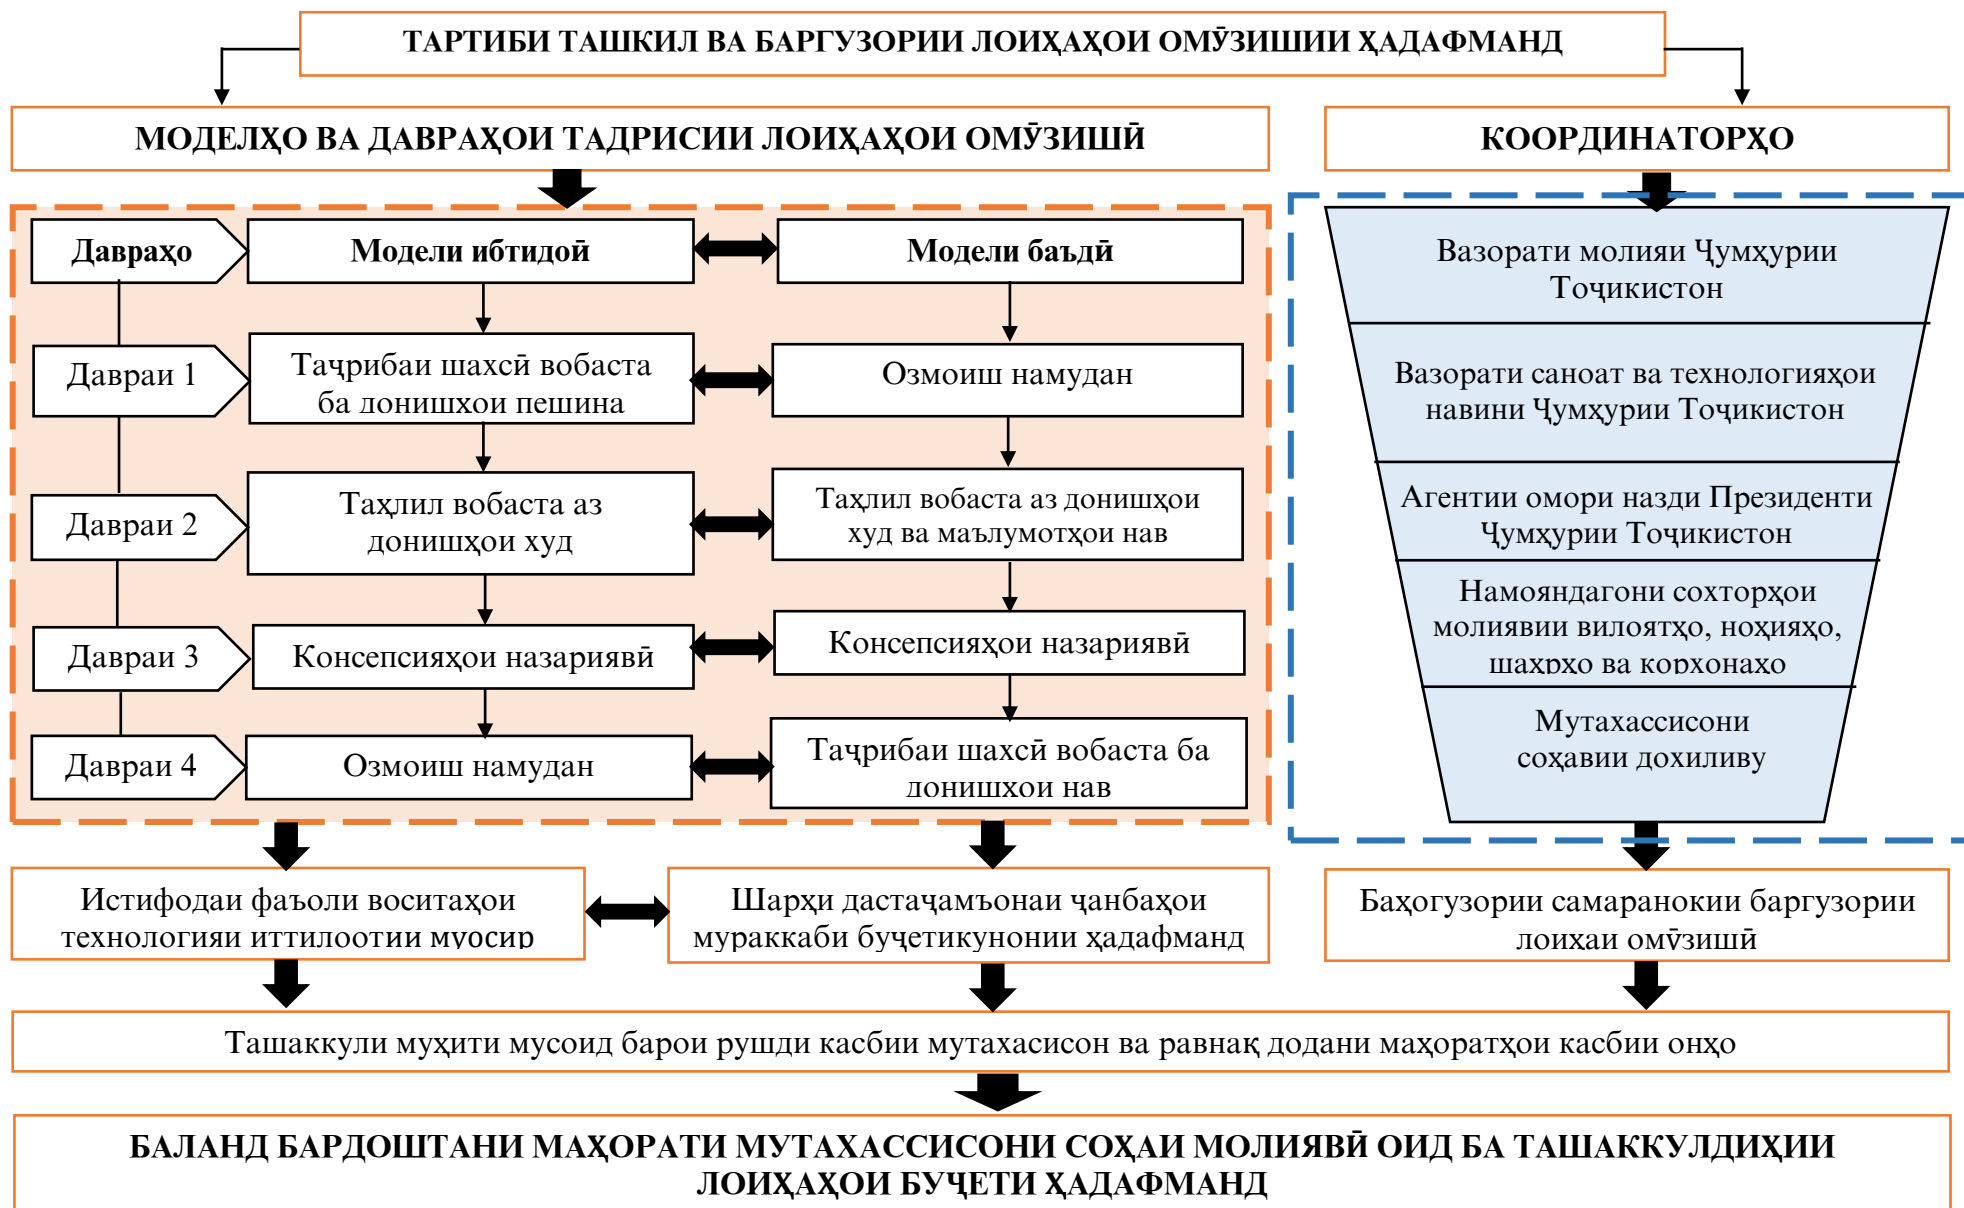 ТАРТИБИ ТАШКИЛ ВА БАРГУЗОРИИ ЛОИҲАҲОИ ОМӮЗИШИИ ҲАДАФМАНД
МОДЕЛҲО ВА ДАВРАҲОИ ТАДРИСИИ ЛОИҲАҲОИ ОМӮЗИШӢ
КООРДИНАТОРҲО
Давраҳо
Модели ибтидоӣ
Модели баъдӣ
Давраи 1
Таҷрибаи шахсӣ вобаста
ба донишҳои пешина
Озмоиш намудан
Давраи 2
Таҳлил вобаста аз
донишҳои худ
Таҳлил вобаста аз донишҳои
худ ва маълумотҳои нав
Давраи 3
Консепсияҳои назариявӣ
Консепсияҳои назариявӣ
Давраи 4
Озмоиш намудан
Таҷрибаи шахсӣ вобаста ба
донишҳои нав
Вазорати молияи Ҷумҳурии
Тоҷикистон
Вазорати саноат ва технологияҳои
навини Ҷумҳурии Тоҷикистон
Агентии омори назди Президенти
Ҷумҳурии Тоҷикистон
Намояндагони сохторҳои
молиявии вилоятҳо, ноҳияҳо,
шаҳрҳо ва корхонаҳо
Мутахассисони
соҳавии дохиливу
Истифодаи фаъоли воситаҳои
технологияи иттилоотии муосир
Шарҳи дастаҷамъонаи ҷанбаҳои
мураккаби буҷетикунонии ҳадафманд
Баҳогузории самаранокии баргузории
лоиҳаи омӯзишӣ
Ташаккули муҳити мусоид барои рушди касбии мутахасисон ва равнақ додани маҳоратҳои касбии онҳо
БАЛАНД БАРДОШТАНИ МАҲОРАТИ МУТАХАССИСОНИ СОҲАИ МОЛИЯВӢ ОИД БА ТАШАККУЛДИҲИИ
ЛОИҲАҲОИ БУҶЕТИ ҲАДАФМАНД